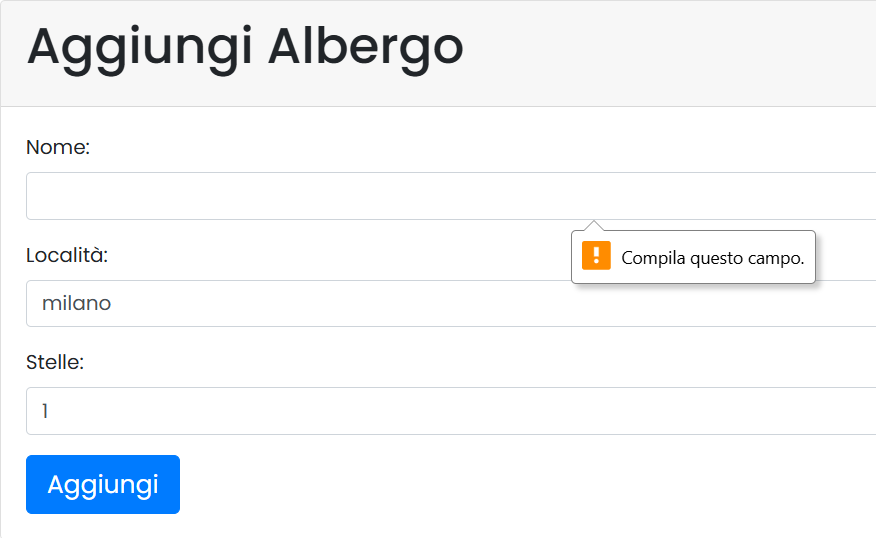 Aggiungi Albergo
Nome:
Compila questo campo.
Località:
milano
Stelle:
1
Aggiungi